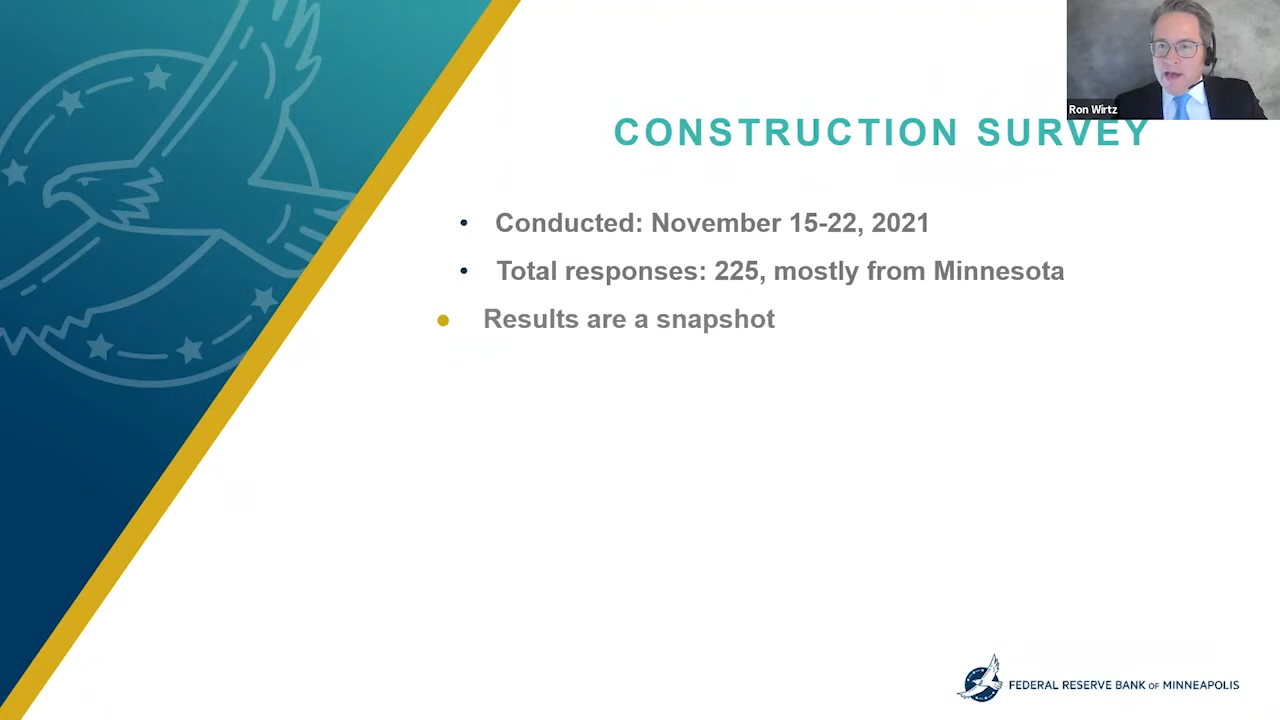 Ron Wirtz
CONSTRUCTION SURVEY
• Conducted: November 15-22, 2021
• Total responses: 225, mostly from Minnesota
• Results are a snapshot
FEDERAL RESERVE BANK OF MINNEAPOLIS